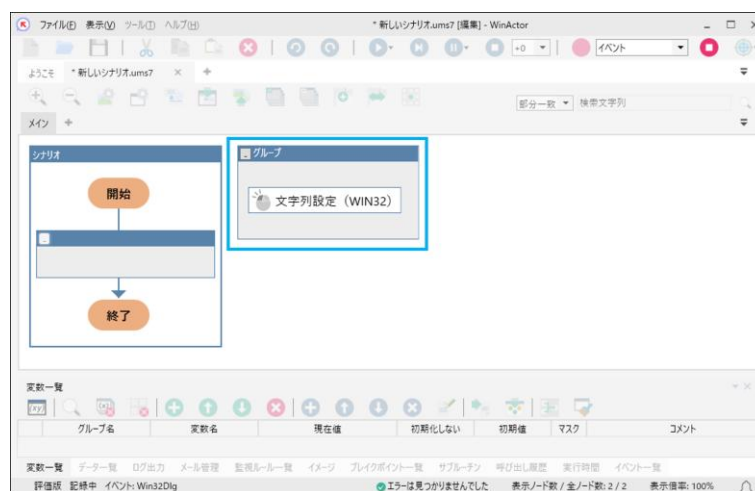 ファイル(F) 表示(V) ツール(T) ヘルプ(H) * 新しいシナリオ.ums7 [編集] - WinActor
+0 イベント
ようこそ * 新しいシナリオ.ums7 × +
部分一致 検索文字列
メイン +
シナリオ
開始
終了
グループ
文字列設定（WIN32）
変数一覧
グループ名 変数名 現在値 初期化しない 初期値 マスク コメント
変数一覧 データ一覧 ログ出力 メール管理 監視ルール一覧 イメージ ブレイクポイント一覧 サブルーチン 呼び出し履歴 実行時間 イベント一覧
評価版 記録中 イベント: Win32Dlg エラーは見つかりませんでした 表示ノード数 / 全ノード数: 2 / 2 表示倍率: 100%